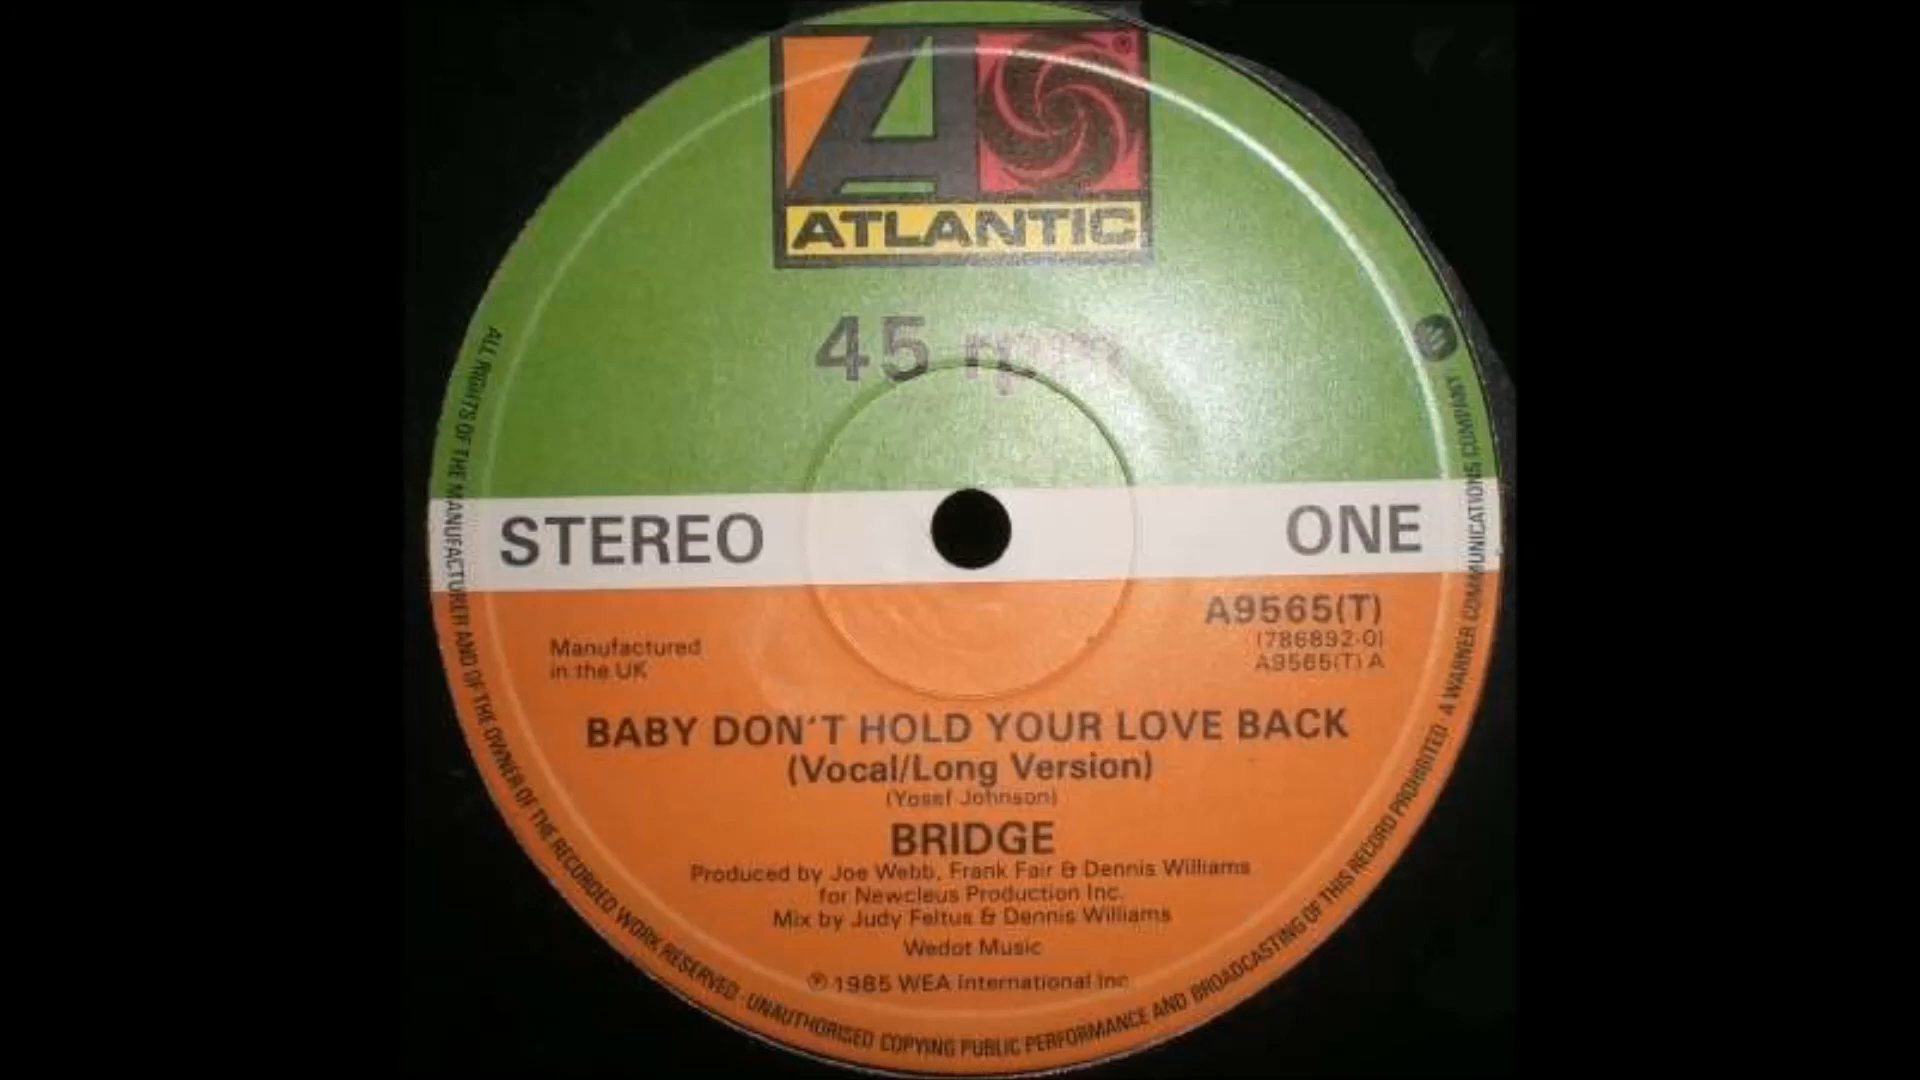 ATLANTIC
45 rpm
STEREO
ONE
A9565(T)
(786892-0)
A9565(T) A
Manufactured
in the UK
BABY DON'T HOLD YOUR LOVE BACK
(Vocal/Long Version)
(Yosef Johnson)
BRIDGE
Produced by Joe Webb, Frank Fair & Dennis Williams
for Newcleus Production Inc.
Mix by Judy Feltus & Dennis Williams
Wedot Music
℗ 1985 WEA International Inc
ALL RIGHTS OF THE MANUFACTURER AND OF THE OWNER OF THE RECORDED WORK RESERVED · UNAUTHORISED COPYING PUBLIC PERFORMANCE AND BROADCASTING OF THIS RECORD PROHIBITED · A WARNER COMMUNICATIONS COMPANY